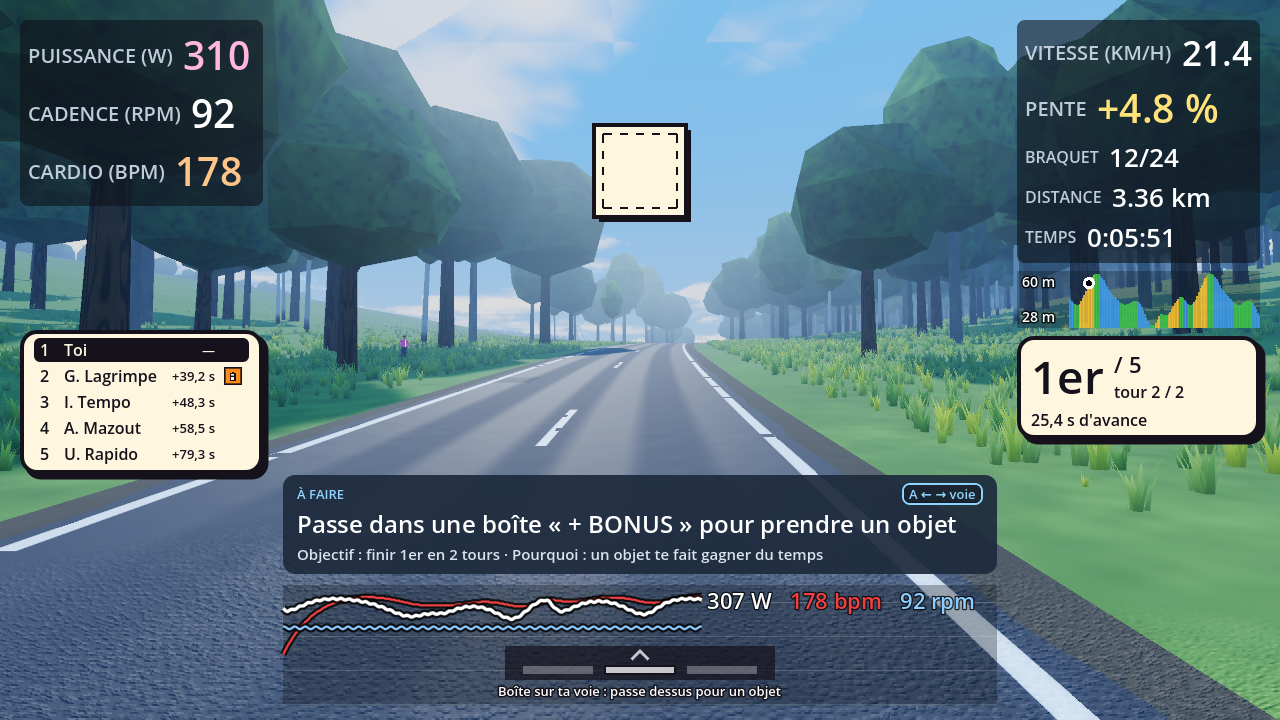 PUISSANCE (W) 310
CADENCE (RPM) 92
CARDIO (BPM) 178
VITESSE (KM/H) 21.4
PENTE +4.8 %
BRAQUET 12/24
DISTANCE 3.36 km
TEMPS 0:05:51
60 m
28 m
1 Toi —
2 G. Lagrimpe +39,2 s
3 I. Tempo +48,3 s
4 A. Mazout +58,5 s
5 U. Rapido +79,3 s
1er / 5
tour 2 / 2
25,4 s d'avance
À FAIRE
A ← → voie
Passe dans une boîte « + BONUS » pour prendre un objet
Objectif : finir 1er en 2 tours · Pourquoi : un objet te fait gagner du temps
307 W 178 bpm 92 rpm
Boîte sur ta voie : passe dessus pour un objet